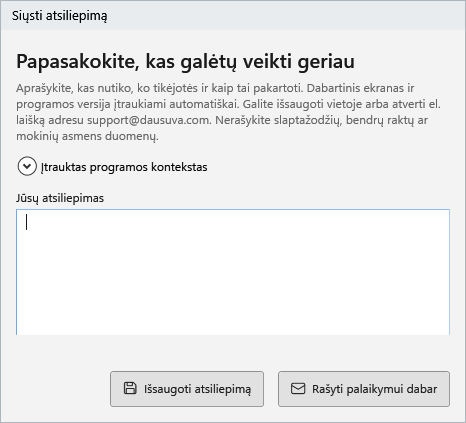 Siųsti atsiliepimą
Papasakokite, kas galėtų veikti geriau
Aprašykite, kas nutiko, ko tikėjotės ir kaip tai pakartoti. Dabartinis ekranas ir
programos versija įtraukiami automatiškai. Galite išsaugoti vietoje arba atverti el.
laišką adresu support@dausuva.com. Nerašykite slaptažodžių, bendrų raktų ar
mokinių asmens duomenų.
Įtrauktas programos kontekstas
Jūsų atsiliepimas
Išsaugoti atsiliepimą
Rašyti palaikymui dabar